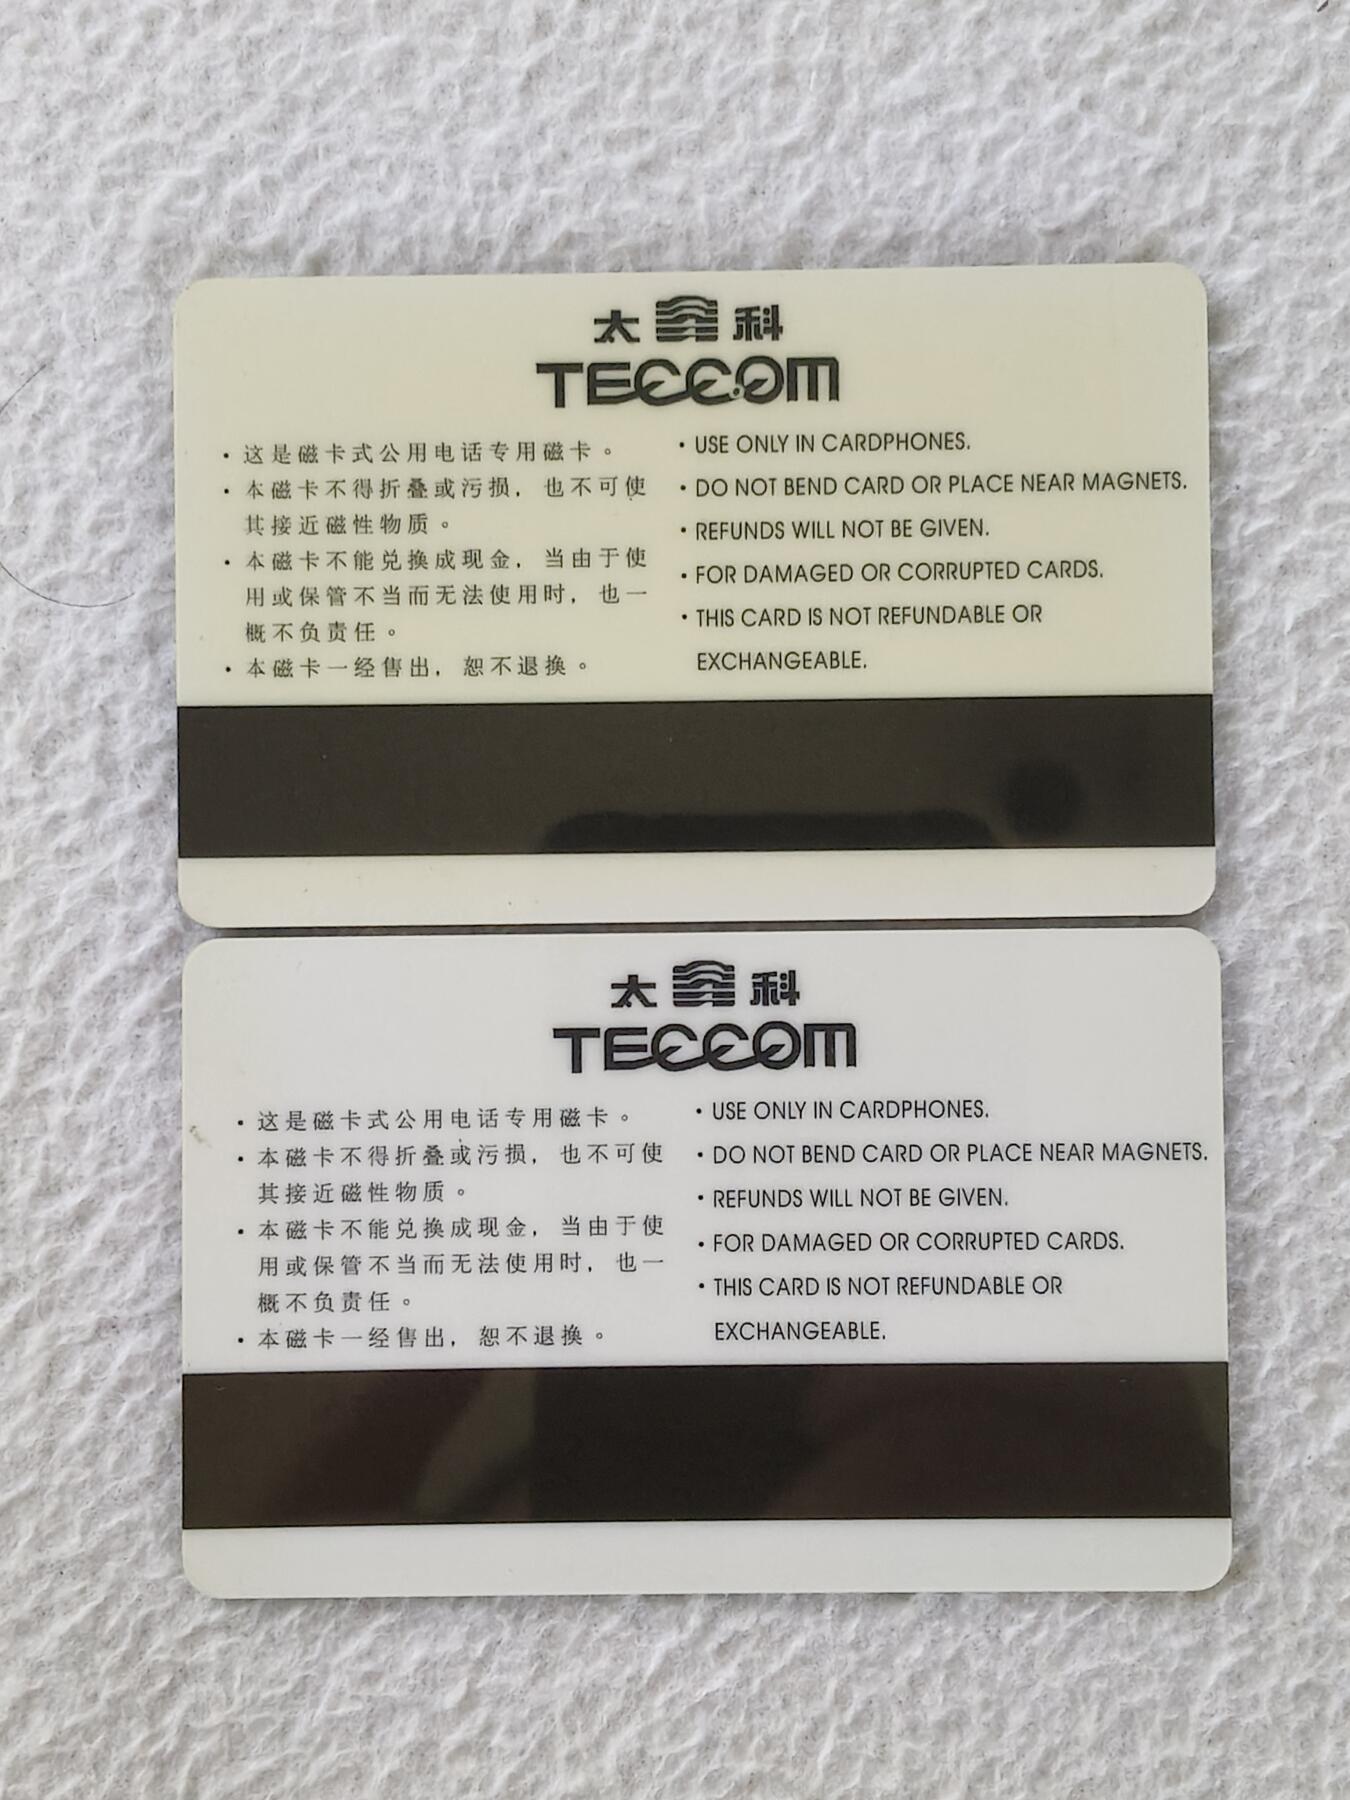 太 科
TECCOM
· 这是磁卡式公用电话专用磁卡。
· 本磁卡不得折叠或污损，也不可使
其接近磁性物质。
· 本磁卡不能兑换成现金，当由于使
用或保管不当而无法使用时，也一
概不负责任。
· 本磁卡一经售出，恕不退换。
· USE ONLY IN CARDPHONES.
· DO NOT BEND CARD OR PLACE NEAR MAGNETS.
· REFUNDS WILL NOT BE GIVEN.
· FOR DAMAGED OR CORRUPTED CARDS.
· THIS CARD IS NOT REFUNDABLE OR
EXCHANGEABLE.
太 科
TECCOM
· 这是磁卡式公用电话专用磁卡。
· 本磁卡不得折叠或污损，也不可使
其接近磁性物质。
· 本磁卡不能兑换成现金，当由于使
用或保管不当而无法使用时，也一
概不负责任。
· 本磁卡一经售出，恕不退换。
· USE ONLY IN CARDPHONES.
· DO NOT BEND CARD OR PLACE NEAR MAGNETS.
· REFUNDS WILL NOT BE GIVEN.
· FOR DAMAGED OR CORRUPTED CARDS.
· THIS CARD IS NOT REFUNDABLE OR
EXCHANGEABLE.